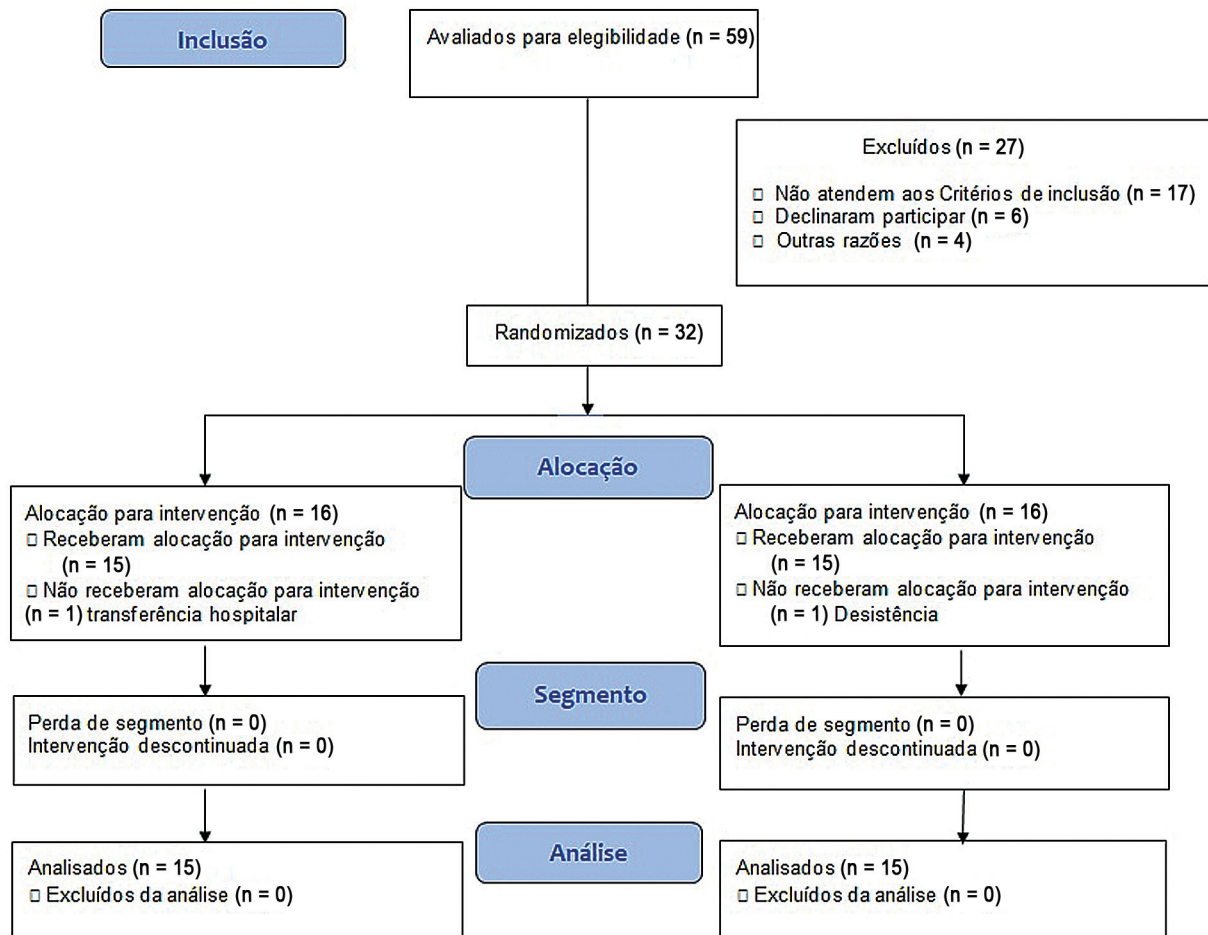 Inclusão
Avaliados para elegibilidade (n = 59)
Excluídos (n = 27)
Não atendem aos Critérios de inclusão (n = 17)
Declinaram participar (n = 6)
Outras razões (n = 4)
Randomizados (n = 32)
Alocação
Alocação para intervenção (n = 16)
Receberam alocação para intervenção
(n = 15)
Não receberam alocação para intervenção
(n = 1) transferência hospitalar
Alocação para intervenção (n = 16)
Receberam alocação para intervenção
(n = 15)
Não receberam alocação para intervenção
(n = 1) Desistência
Segmento
Perda de segmento (n = 0)
Intervenção descontinuada (n = 0)
Perda de segmento (n = 0)
Intervenção descontinuada (n = 0)
Análise
Analisados (n = 15)
Excluídos da análise (n = 0)
Analisados (n = 15)
Excluídos da análise (n = 0)